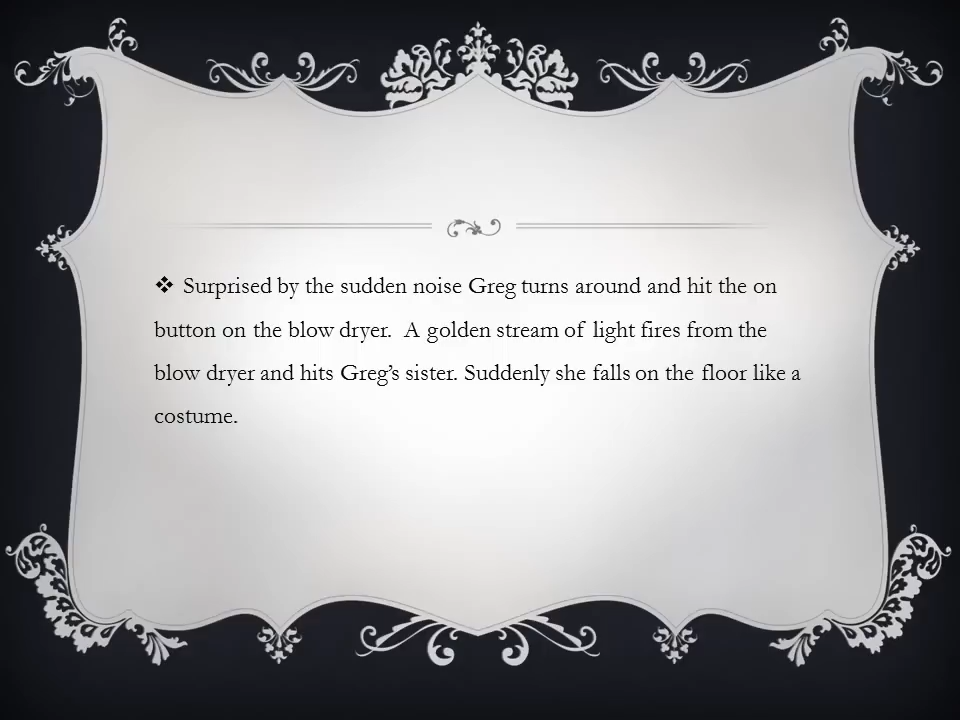 ❖ Surprised by the sudden noise Greg turns around and hit the on
button on the blow dryer.  A golden stream of light fires from the
blow dryer and hits Greg’s sister. Suddenly she falls on the floor like a
costume.